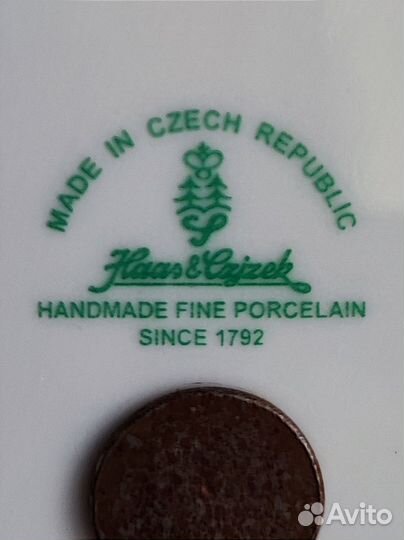 MADE IN CZECH REPUBLIC
Haas & Czjzek
HANDMADE FINE PORCELAIN
SINCE 1792
Avito